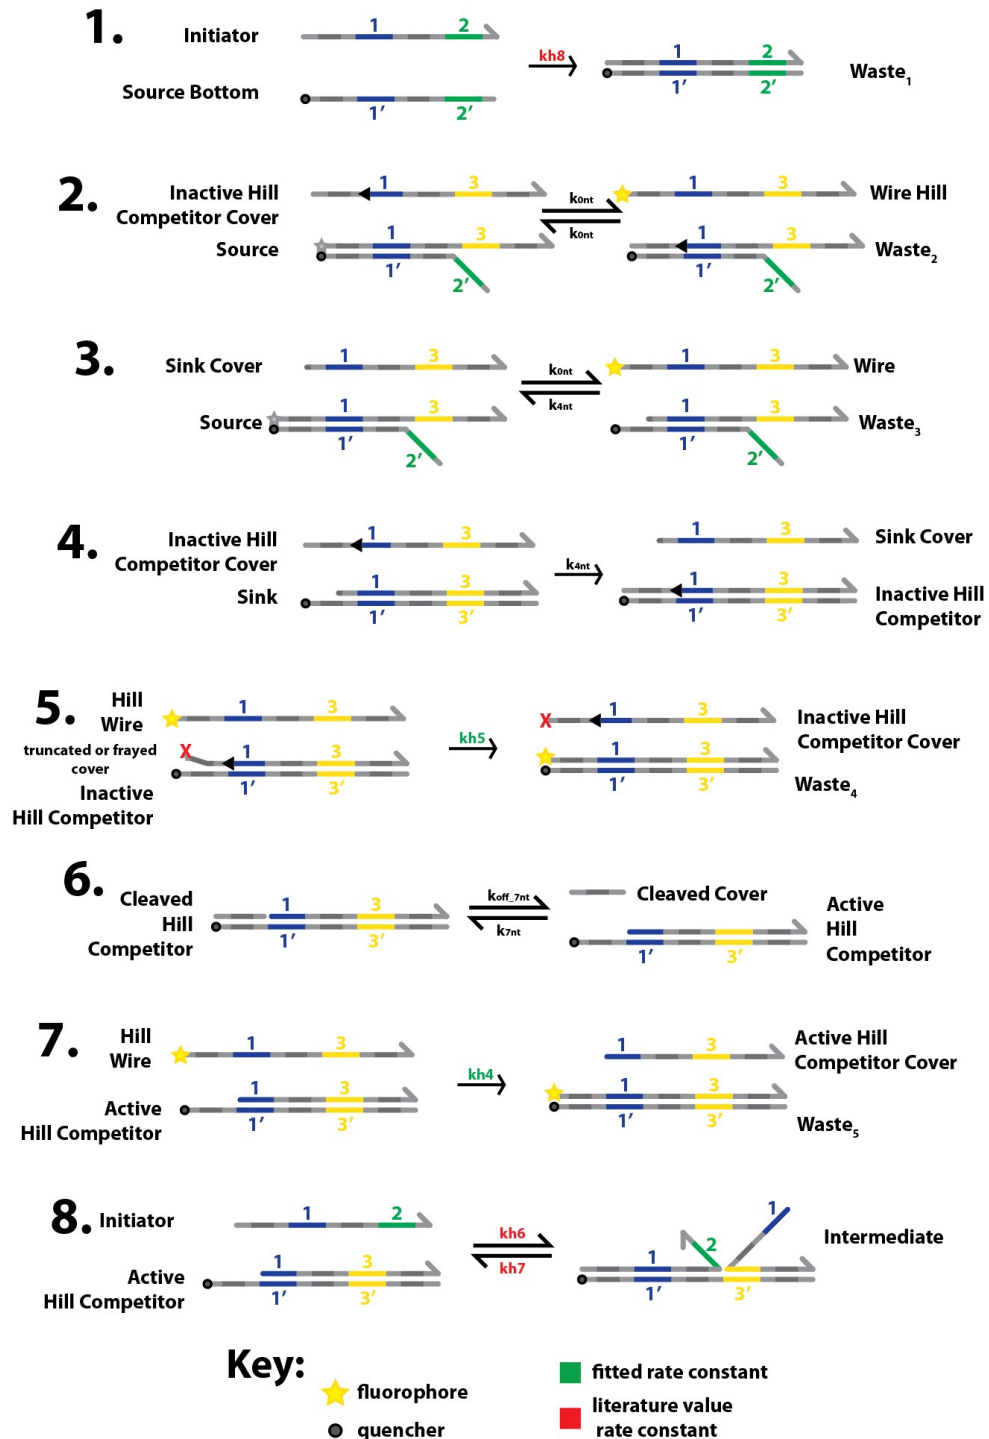 1.
Initiator
1
2
kh8
1
2
1′
2′
Waste1
Source Bottom
1′
2′
2.
Inactive Hill
Competitor Cover
1
3
k0nt
k0nt
1
3
Wire Hill
Source
1
3
1′
2′
1
3
1′
2′
Waste2
3.
Sink Cover
1
3
k0nt
k4nt
1
3
Wire
Source
1
3
1′
2′
1
3
1′
2′
Waste3
4.
Inactive Hill
Competitor Cover
1
3
k4nt
1
3
Sink Cover
Sink
1
3
1′
3′
1
3
1′
3′
Inactive Hill
Competitor
5.
Hill
Wire
1
3
truncated or frayed
cover
X
1
3
1′
3′
Inactive
Hill Competitor
kh5
X
1
3
Inactive Hill
Competitor Cover
1
3
1′
3′
Waste4
6.
Cleaved
Hill
Competitor
1
3
1′
3′
koff_7nt
k7nt
Cleaved Cover
1′
3′
Active
Hill
Competitor
7.
Hill
Wire
1
3
Active
Hill Competitor
1
3
1′
3′
kh4
1
3
Active Hill
Competitor Cover
1
3
1′
3′
Waste5
8.
Initiator
1
2
Active
Hill Competitor
1
3
1′
3′
kh6
kh7
1
2
1
1′
3′
Intermediate
Key:
fluorophore
quencher
fitted rate constant
literature value
rate constant